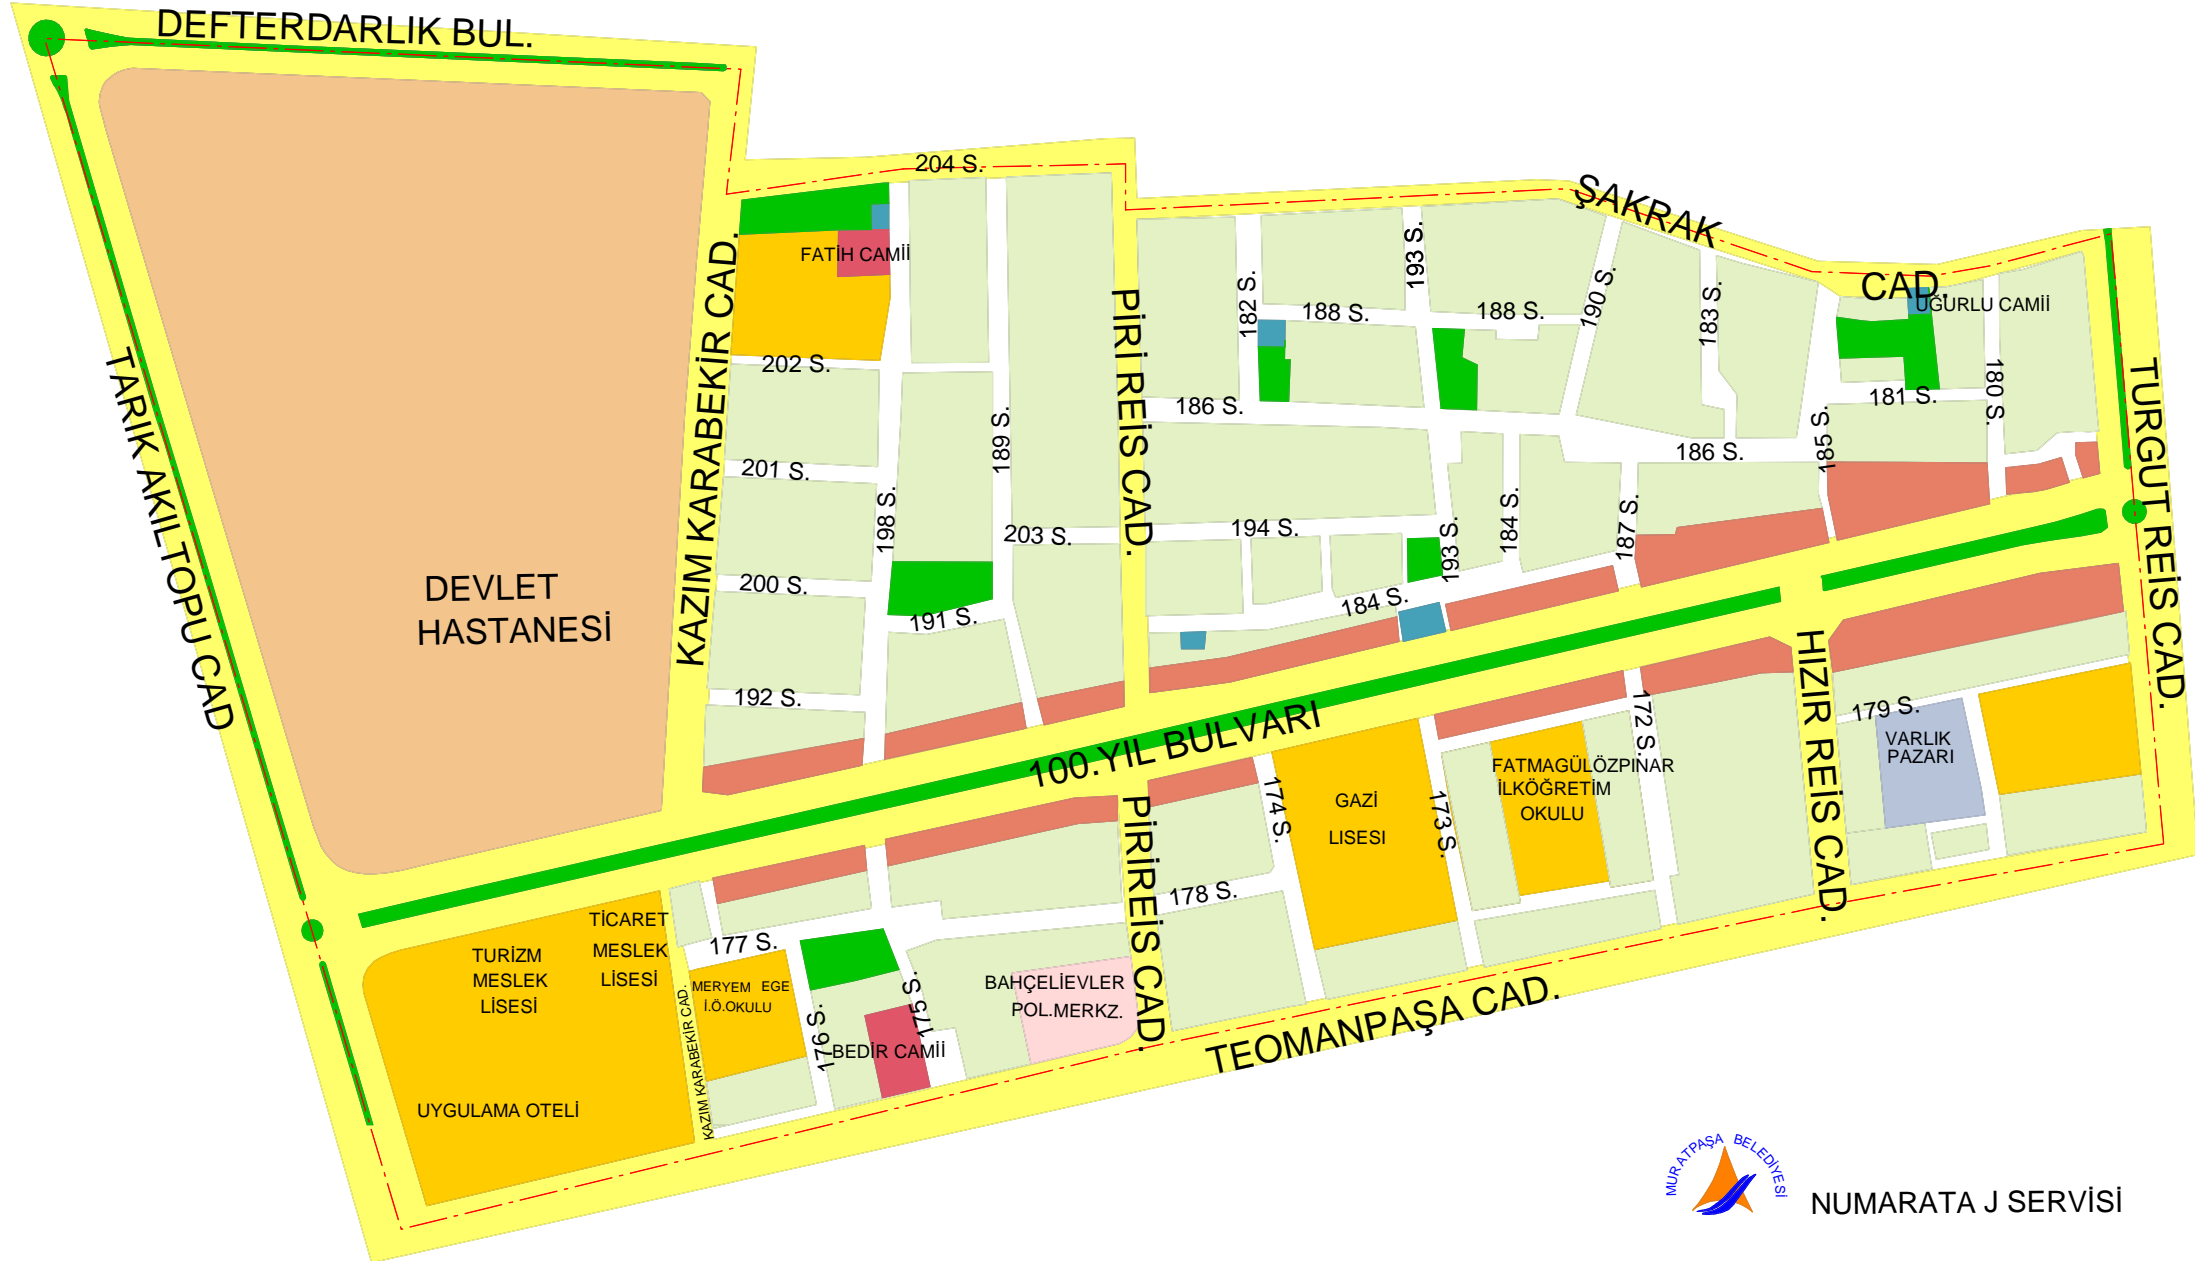 DEFTERDARLIK BUL.
204 S.
ŞAKRAK
CAD.
FATİH CAMİİ
UĞURLU CAMİİ
KAZIM KARABEKİR CAD.
PİRİ REİS CAD.
182 S.
193 S.
188 S.
188 S.
190 S.
183 S.
TARIK AKILTOPU CAD
TURGUT REİS CAD.
202 S.
189 S.
186 S.
181 S.
180 S.
185 S.
186 S.
201 S.
198 S.
203 S.
194 S.
193 S.
184 S.
187 S.
DEVLET
HASTANESİ
200 S.
191 S.
184 S.
192 S.
100.YIL BULVARI
172 S.
HIZIR REİS CAD.
179 S.
VARLIK
PAZARI
PİRİREİS CAD.
174 S.
GAZİ
LISESI
173 S.
FATMAGÜLÖZPINAR
İLKÖĞRETİM
OKULU
178 S.
177 S.
TİCARET
MESLEK
LİSESİ
TURİZM
MESLEK
LİSESİ
UYGULAMA OTELİ
KAZIM KARABEKİR CAD.
MERYEM EGE
İ.Ö.OKULU
176 S.
175 S.
BEDİR CAMİİ
BAHÇELİEVLER
POL.MERKZ.
TEOMANPAŞA CAD.
MURATPAŞA BELEDİYESİ
NUMARATA J SERVİSİ